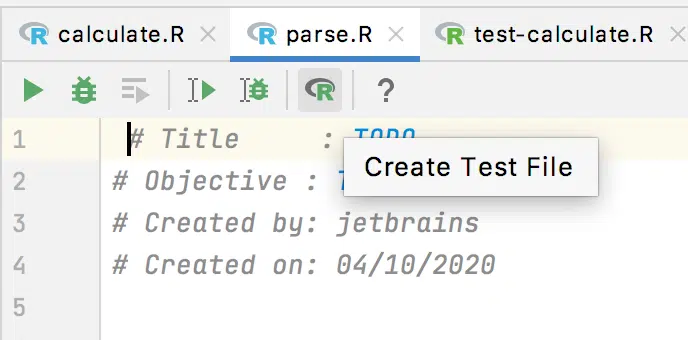 calculate.R
parse.R
test-calculate.R
?
1 # Title : TODO
Create Test File
2 # Objective :
3 # Created by: jetbrains
4 # Created on: 04/10/2020
5